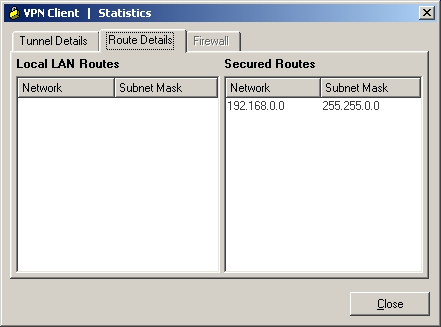 VPN Client | Statistics
Tunnel Details Route Details Firewall
Local LAN Routes Secured Routes
Network Subnet Mask Network Subnet Mask
192.168.0.0 255.255.0.0
Close